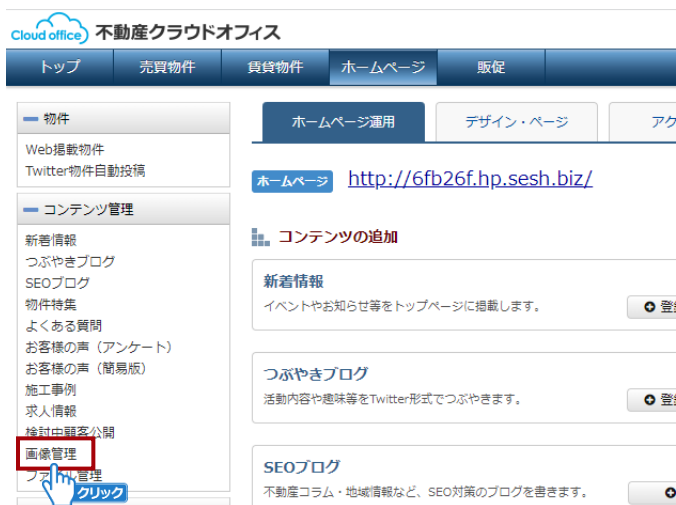 Cloud office 不動産クラウドオフィス
トップ 売買物件 賃貸物件 ホームページ 販促
物件
Web掲載物件
Twitter物件自動投稿
コンテンツ管理
新着情報
つぶやきブログ
SEOブログ
物件特集
よくある質問
お客様の声（アンケート）
お客様の声（簡易版）
施工事例
求人情報
検討中顧客公開
画像管理
ファイル管理
クリック
ホームページ運用 デザイン・ページ アク
ホームページ http://6fb26f.hp.sesh.biz/
コンテンツの追加
新着情報
イベントやお知らせ等をトップページに掲載します。
登
つぶやきブログ
活動内容や趣味等をTwitter形式でつぶやきます。
登
SEOブログ
不動産コラム・地域情報など、SEO対策のブログを書きます。